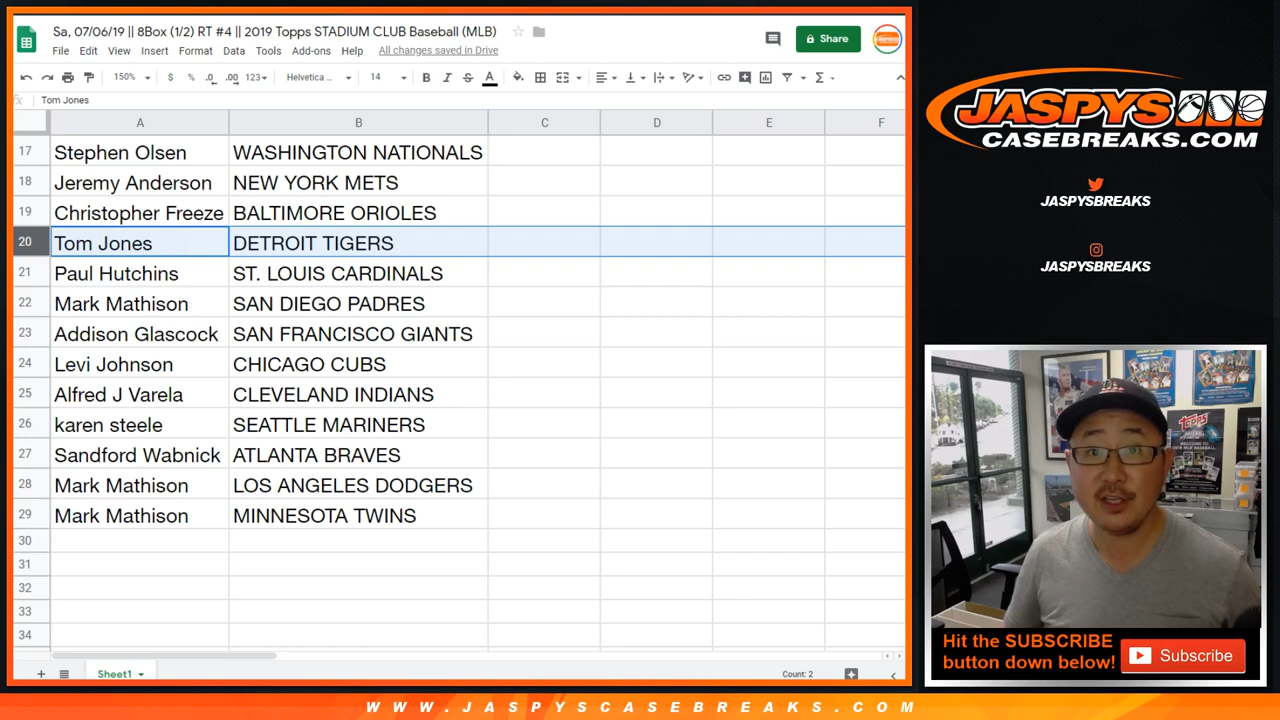 Sa, 07/06/19 || 8Box (1/2) RT #4 || 2019 Topps STADIUM CLUB Baseball (MLB)
File Edit View Insert Format Data Tools Add-ons Help All changes saved in Drive
Share
150% $ % .0 .00 123 Helvetica ... 14 B I S A
fx Tom Jones
A B C D E F
17 Stephen Olsen WASHINGTON NATIONALS
18 Jeremy Anderson NEW YORK METS
19 Christopher Freeze BALTIMORE ORIOLES
20 Tom Jones DETROIT TIGERS
21 Paul Hutchins ST. LOUIS CARDINALS
22 Mark Mathison SAN DIEGO PADRES
23 Addison Glascock SAN FRANCISCO GIANTS
24 Levi Johnson CHICAGO CUBS
25 Alfred J Varela CLEVELAND INDIANS
26 karen steele SEATTLE MARINERS
27 Sandford Wabnick ATLANTA BRAVES
28 Mark Mathison LOS ANGELES DODGERS
29 Mark Mathison MINNESOTA TWINS
30
31
32
33
34
Sheet1 Count: 2
JASPYS
CASEBREAKS.COM
JASPYSBREAKS
JASPYSBREAKS
TOPPS
Hit the SUBSCRIBE
button down below!
Subscribe
WWW.JASPYSCASEBREAKS.COM